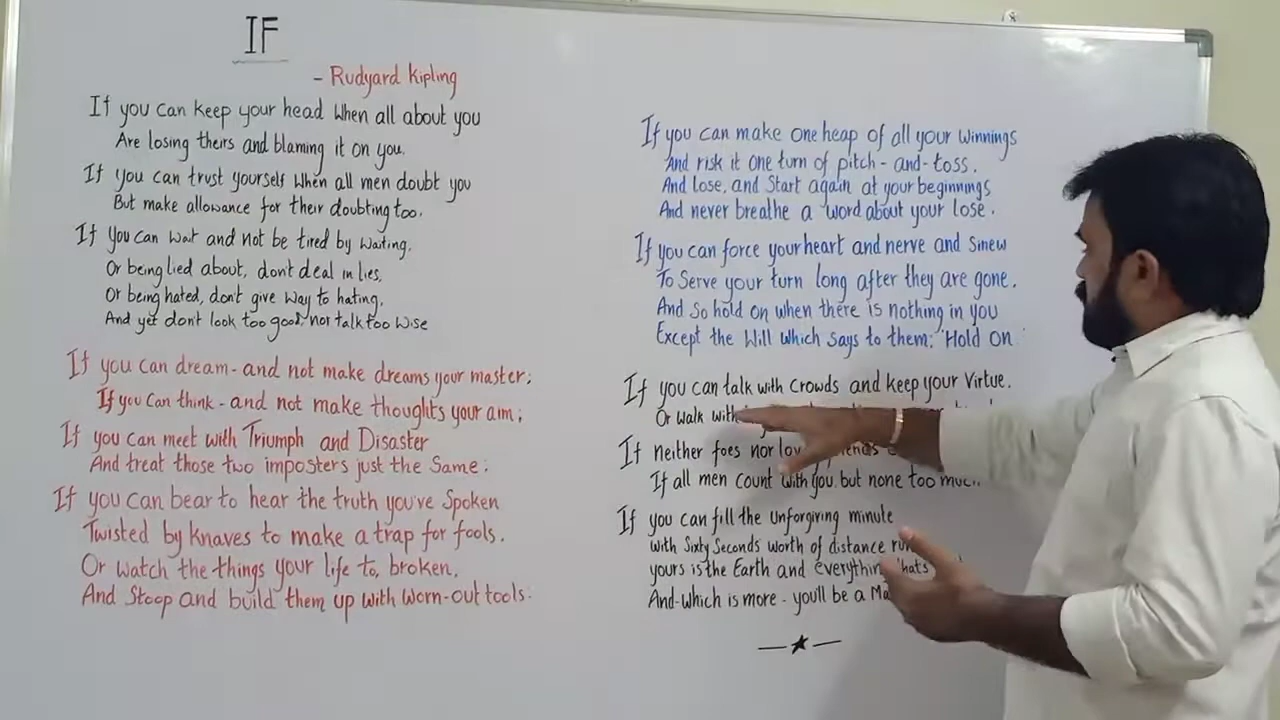 IF
- Rudyard Kipling
If you can keep your head When all about you
Are losing theirs and blaming it on you.
If you can trust yourself When all men doubt you
But make allowance for their doubting too.
If you can wait and not be tired by waiting.
Or being lied about, don't deal in lies,
Or being hated, don't give way to hating,
And yet don't look too good, nor talk too wise
If you can dream - and not make dreams your master;
If you can think - and not make thoughts your aim;
If you can meet with Triumph and Disaster
And treat those two imposters just the Same:
If you can bear to hear the truth you've Spoken
Twisted by knaves to make a trap for fools.
Or watch the things your life to, broken,
And Stoop and build them up with worn-out tools:
If you can make one heap of all your winnings
And risk it one turn of pitch - and - toss.
And lose, and Start again at your beginnings
And never breathe a word about your lose.
If you can force your heart and nerve and Sinew
To Serve your turn long after they are gone.
And so hold on when there is nothing in you
Except the Will which says to them: "Hold on
If you can talk with Crowds and keep your Virtue.
Or walk with
If neither foes nor
If all men count with you, but none too much.
If you can fill the Unforgiving minute
With Sixty Seconds worth of distance
yours is the Earth and
And-which is more - you'll be a